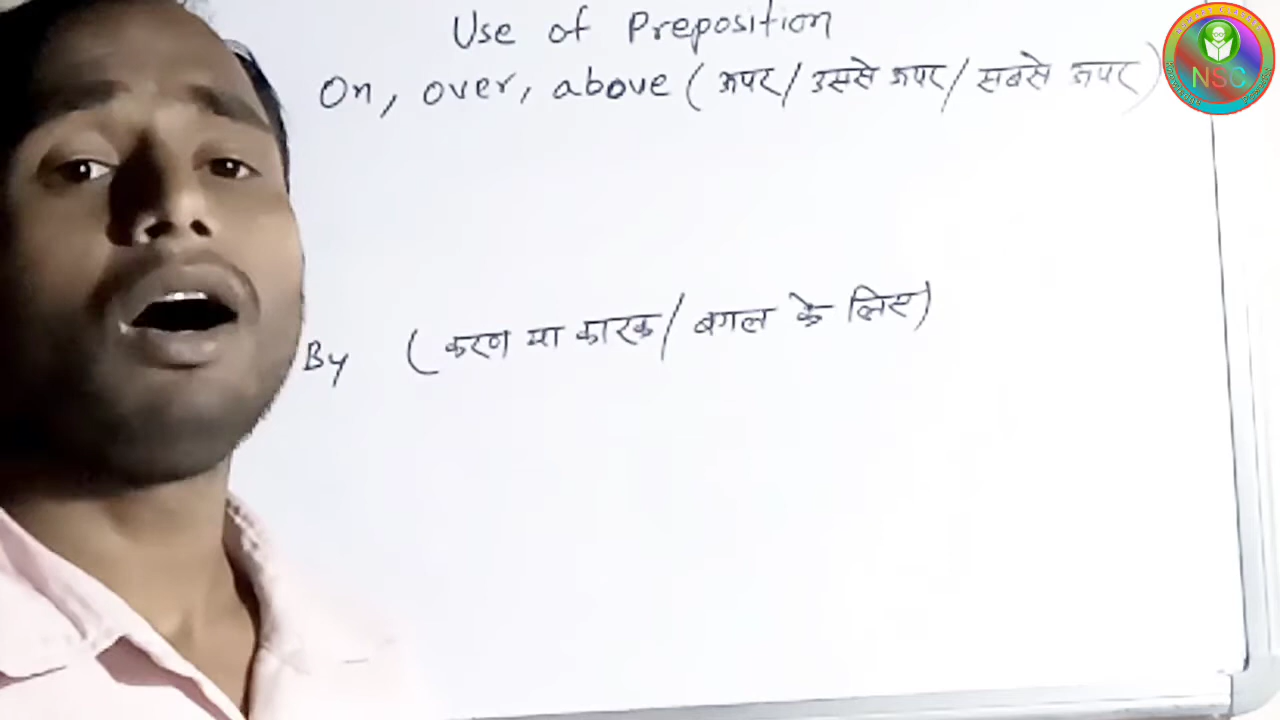 Use of Preposition
On, over, above (ऊपर/ उससे ऊपर/ सबसे ऊपर)
By (करण या कारक/ बगल के लिए)
NSC